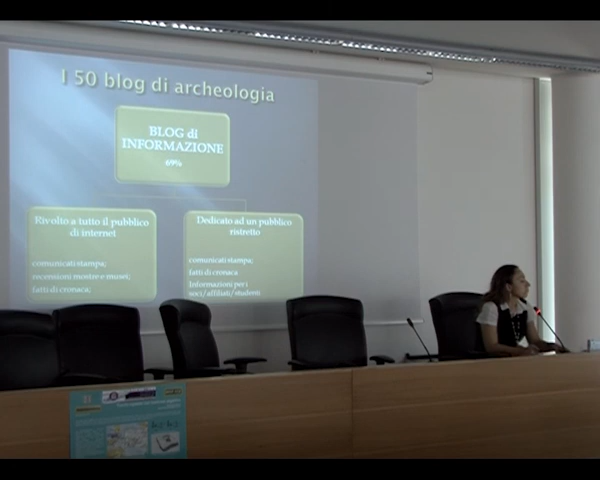 I 50 blog di archeologia
BLOG di
INFORMAZIONE
69%
Rivolto a tutto il pubblico
di internet
comunicati stampa;
recensioni mostre e musei;
fatti di cronaca;
Dedicato ad un pubblico
ristretto
comunicati stampa;
fatti di cronaca
Informazioni per i
soci/affiliati/studenti